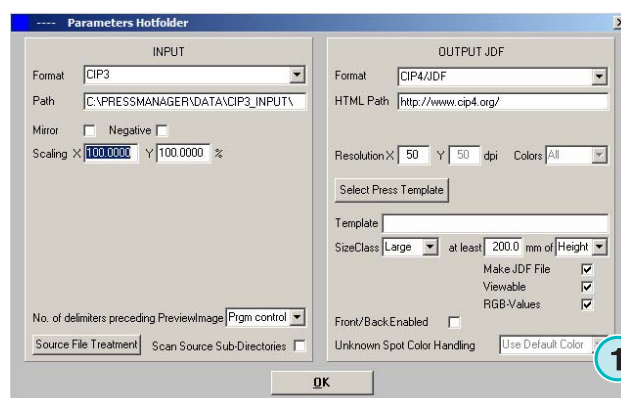 ---- Parameters Hotfolder
INPUT
Format CIP3
Path C:\PRESSMANAGER\DATA\CIP3_INPUT\
Mirror Negative
Scaling X 100.0000 Y 100.0000 %
No. of delimiters preceding PreviewImage Prgm control
Source File Treatment Scan Source Sub-Directories
OUTPUT JDF
Format CIP4/JDF
HTML Path http://www.cip4.org/
Resolution X 50 Y 50 dpi Colors All
Select Press Template
Template
SizeClass Large at least 200.0 mm of Height
Make JDF File
Viewable
RGB-Values
Front/Back Enabled
Unknown Spot Color Handling Use Default Color
1
OK